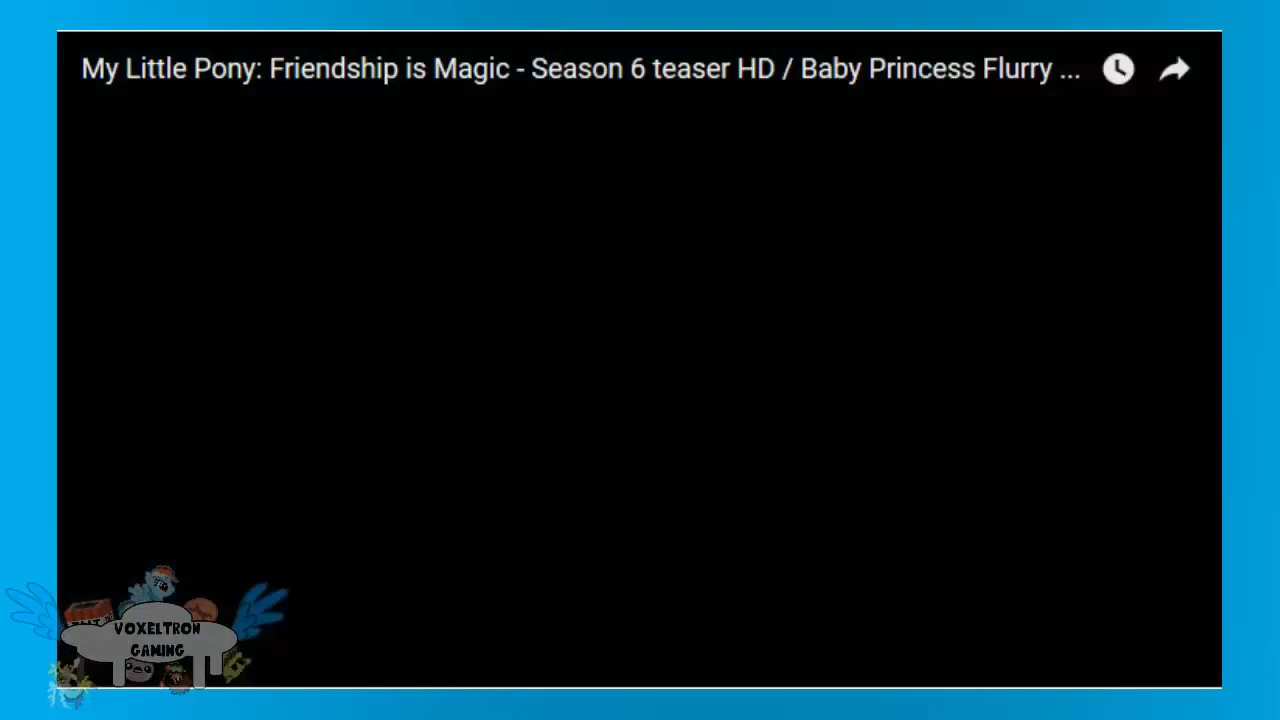 My Little Pony: Friendship is Magic - Season 6 teaser HD / Baby Princess Flurry ...
VOXELTRON
GAMING